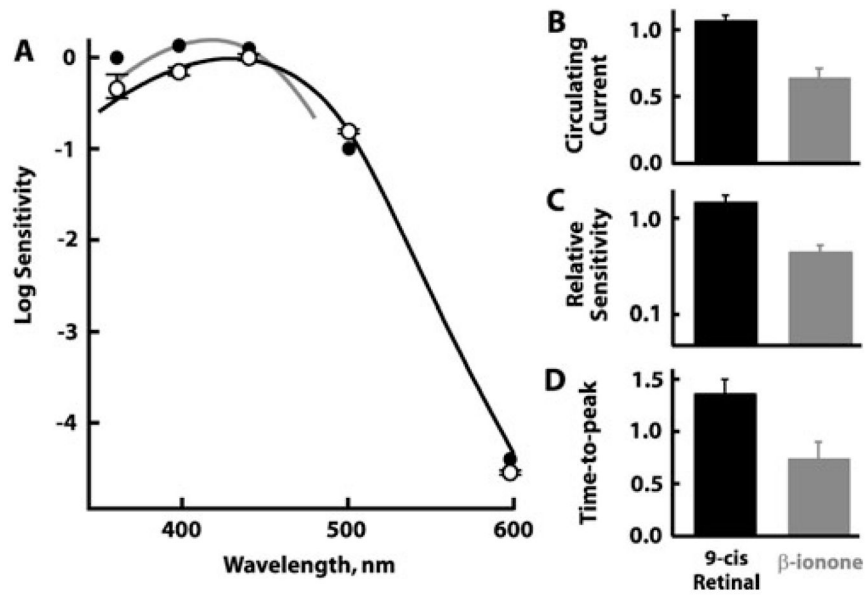 A
Log Sensitivity
0
-1
-2
-3
-4
400
500
600
Wavelength, nm
B
Circulating
Current
1.0
0.5
0.0
C
Relative
Sensitivity
1.0
0.1
D
Time-to-peak
1.5
1.0
0.5
0.0
9-cis
Retinal
β-ionone